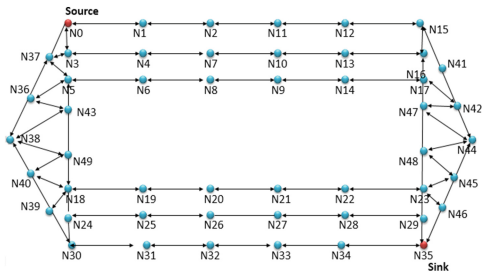 Source
N0 N1 N2 N11 N12 N15
N37 N3 N4 N7 N10 N13 N16 N41
N36 N5 N6 N8 N9 N14 N17
N43 N47 N42
N38 N44
N49 N48
N40 N18 N19 N20 N21 N22 N23 N45
N39 N24 N25 N26 N27 N28 N29 N46
N30 N31 N32 N33 N34 N35
Sink